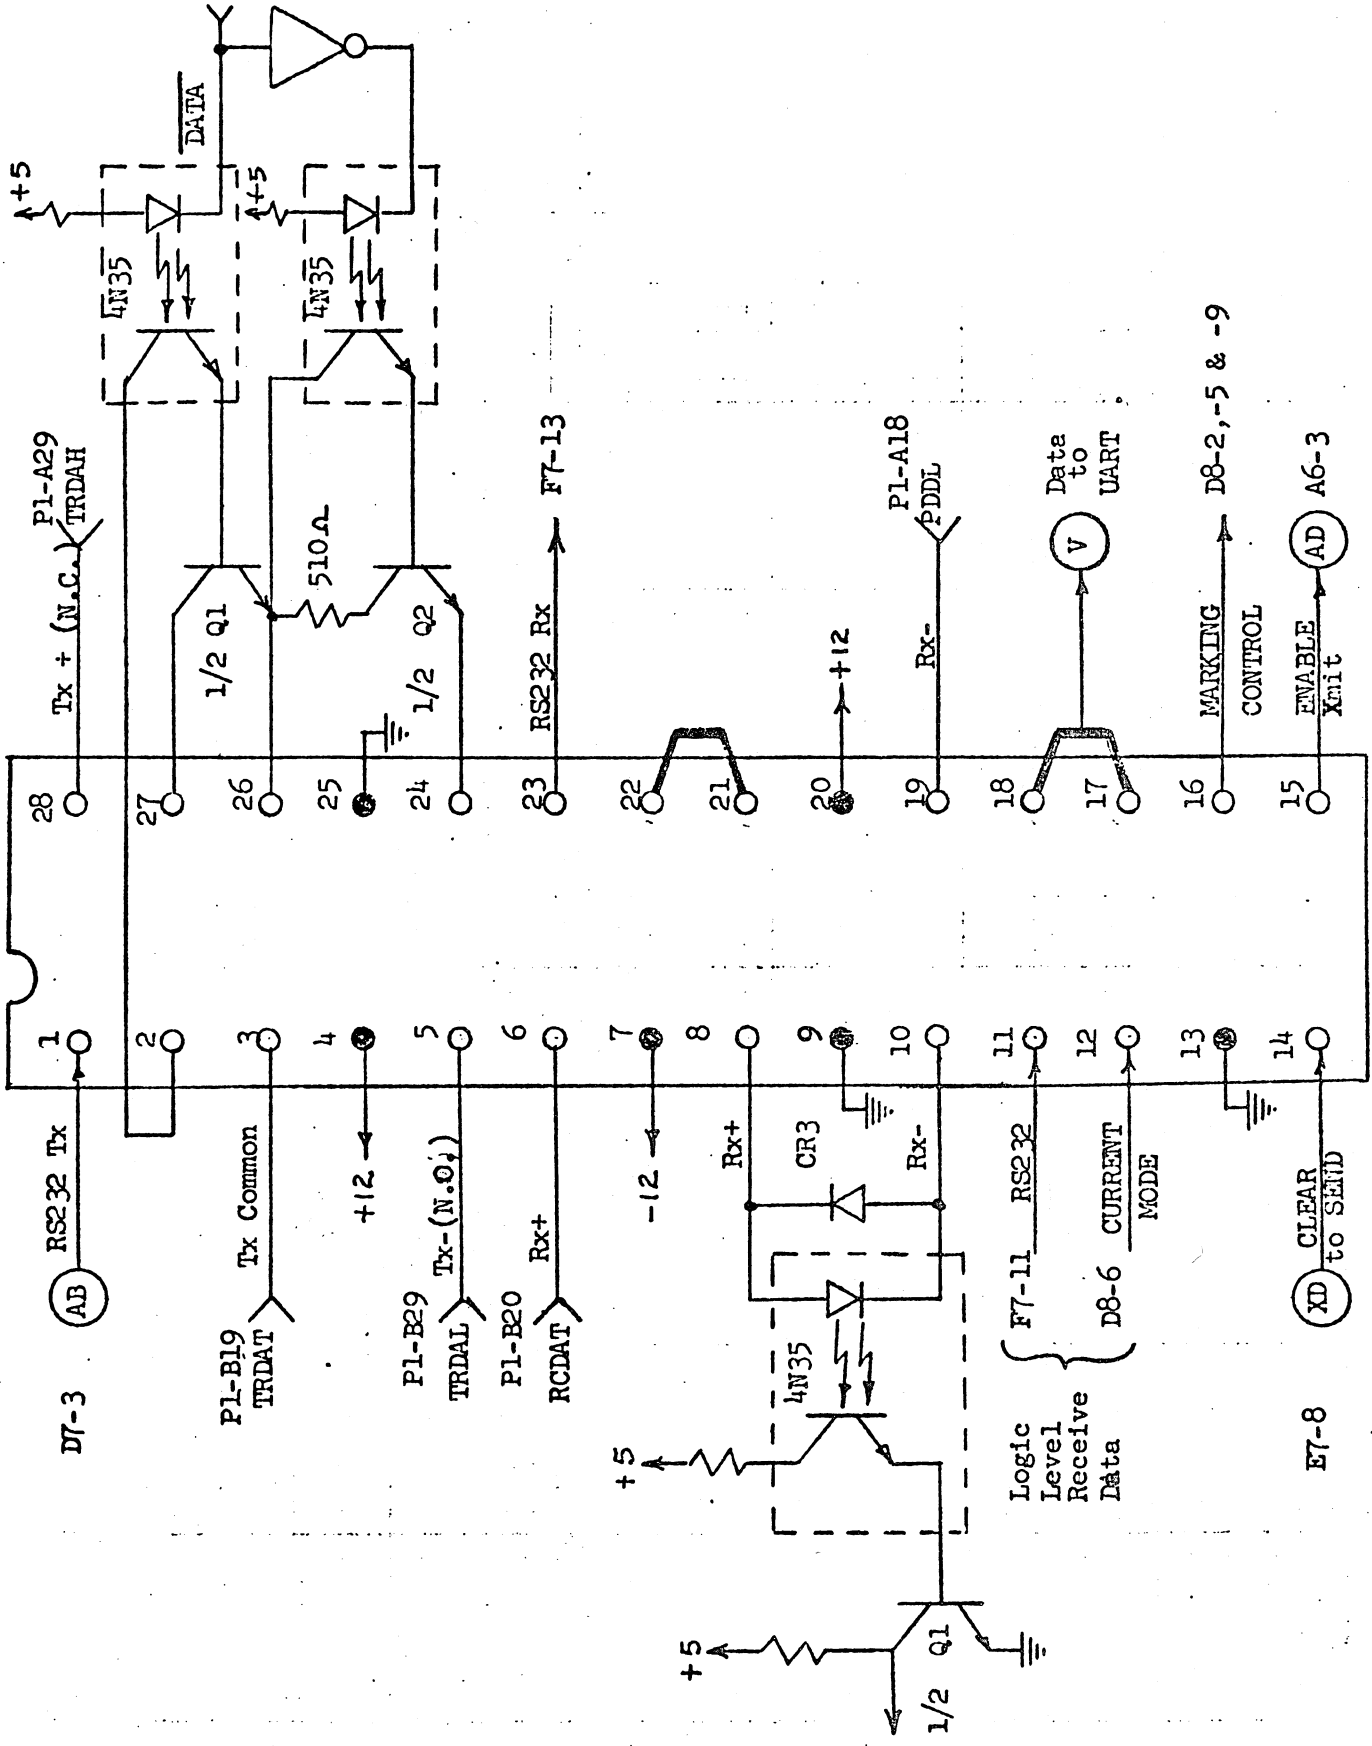 D7-3
AB
RS232 Tx
1
28
Tx + (N.C.)
P1-A29
TRDAH
2
27
4N35
+5
DATA
1/2 Q1
P1-B19
TRDAT
Tx Common
3
26
510Ω
4N35
+5
+12
4
25
1/2 Q2
P1-B29
TRDAL
Tx-(N.O.)
5
24
P1-B20
RCDAT
Rx+
6
23
RS232 Rx
F7-13
-12
7
22
Rx+
8
21
+5
4N35
CR3
9
20
+12
+5
1/2 Q1
Rx-
10
19
Rx-
P1-A18
PDDL
Logic
Level
Receive
Data
F7-11
RS232
11
18
V
Data
to
UART
D8-6
CURRENT
MODE
12
17
13
16
MARKING
CONTROL
D8-2,-5 & -9
E7-8
XD
CLEAR
to SEND
14
15
ENABLE
Xmit
AD
A6-3